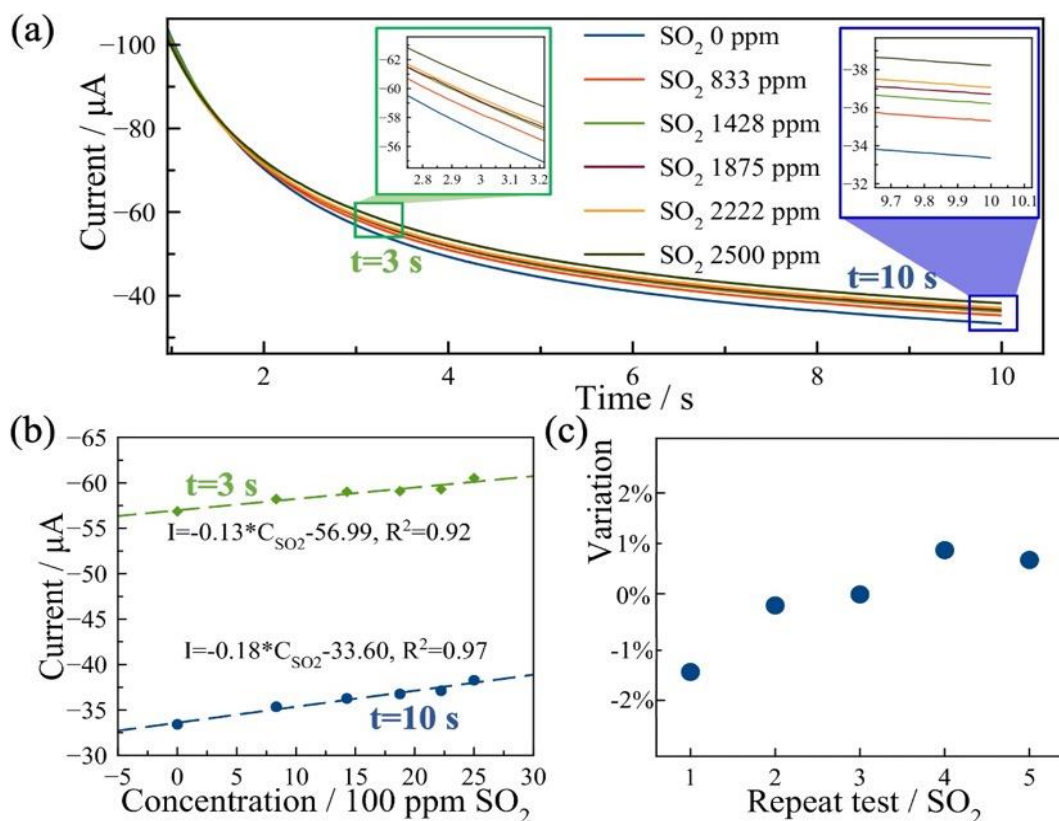 (a)
Current / μA
−100
−80
−60
−40
2
4
6
8
10
Time / s
−62
−60
−58
−56
2.8
2.9
3
3.1
3.2
t=3 s
SO₂ 0 ppm
SO₂ 833 ppm
SO₂ 1428 ppm
SO₂ 1875 ppm
SO₂ 2222 ppm
SO₂ 2500 ppm
−38
−36
−34
−32
9.7
9.8
9.9
10
10.1
t=10 s
(b)
Current / μA
−65
−60
−55
−50
−45
−40
−35
−30
t=3 s
I=-0.13*C_SO2-56.99, R²=0.92
I=-0.18*C_SO2-33.60, R²=0.97
t=10 s
−5
0
5
10
15
20
25
30
Concentration / 100 ppm SO₂
(c)
Variation
2%
1%
0%
-1%
-2%
1
2
3
4
5
Repeat test / SO₂